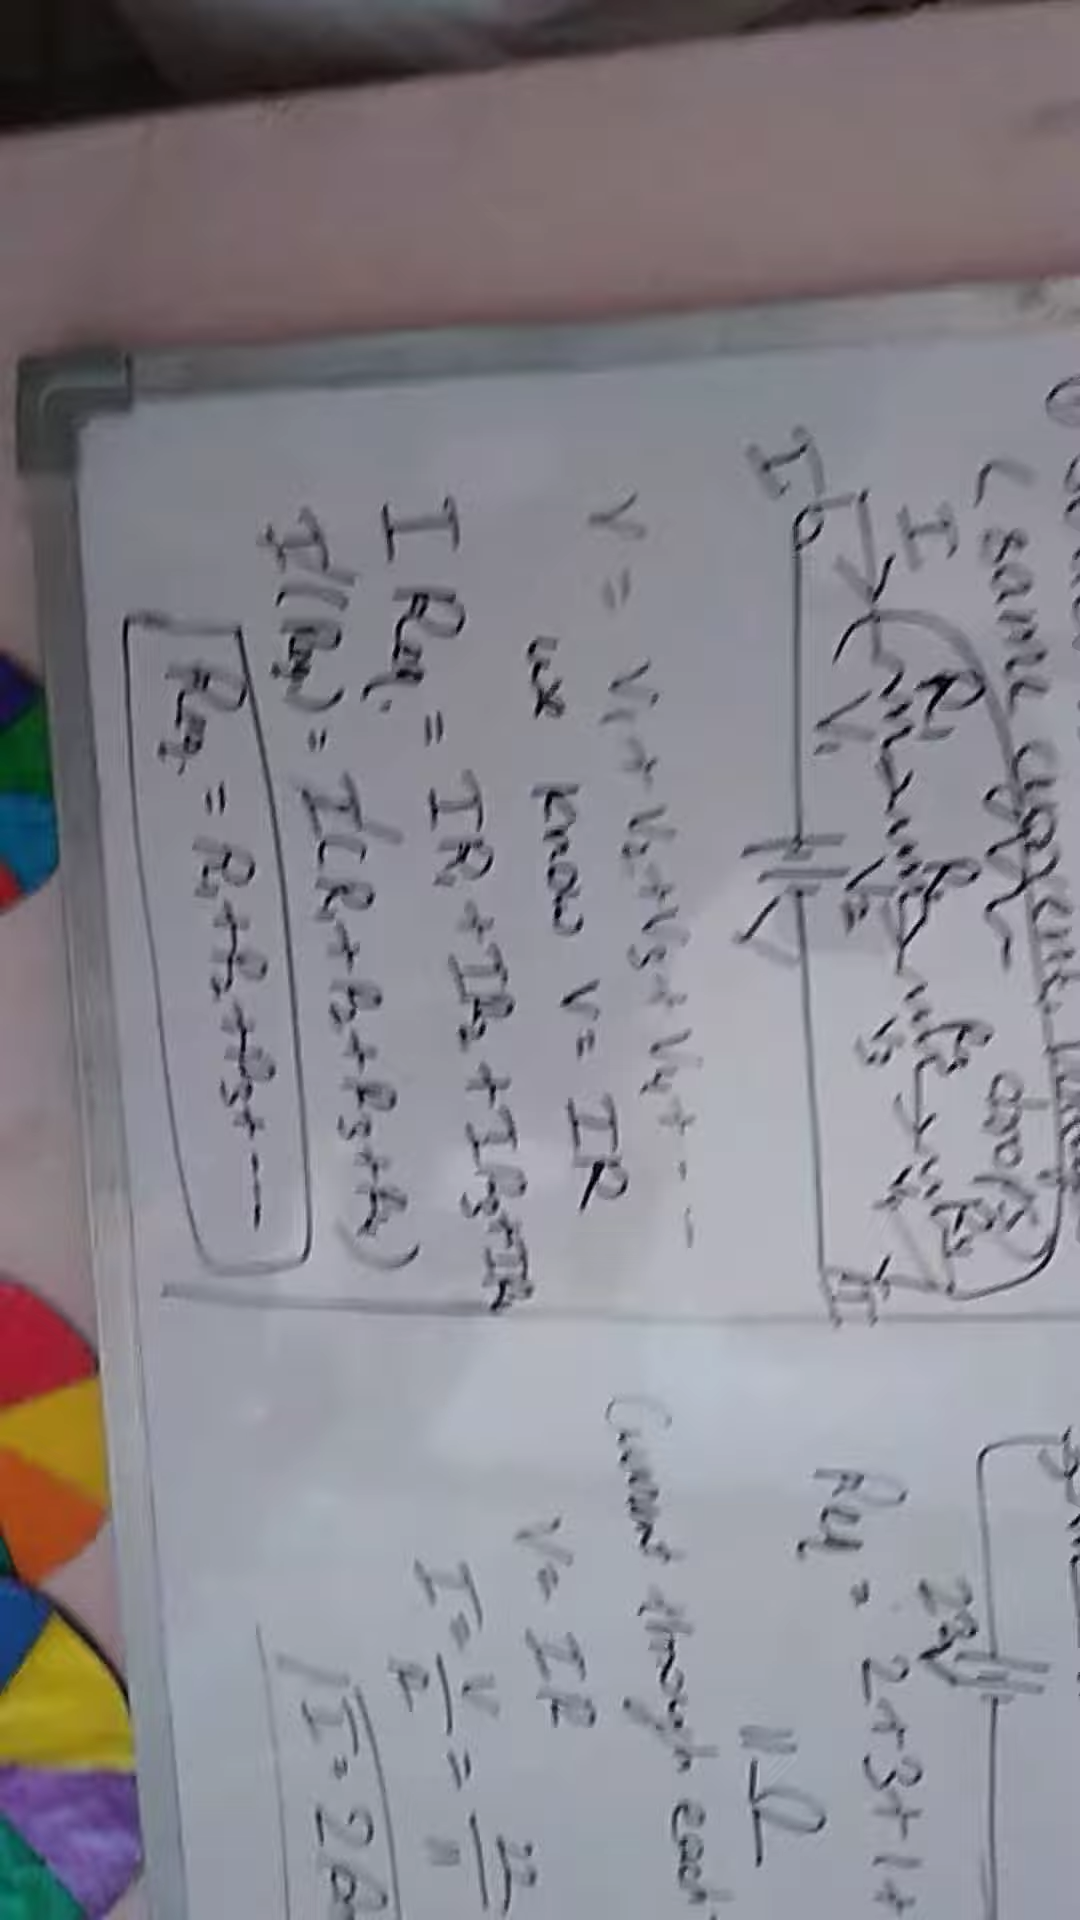 (same current,
I R₁ R₂ R₃ R₄
V₁ V₂ V₃ V₄
I I
V
V = V₁ + V₂ + V₃ + V₄ + ---
we know V = IR
I Req. = IR₁ + IR₂ + IR₃ + IR₄
I(Req) = I(R₁ + R₂ + R₃ + R₄)
Req. = R₁ + R₂ + R₃ + ---
Req = 2+3+1+
11 Ω
Current through each
V = IR
I = V/R = 22/11
I = 2A